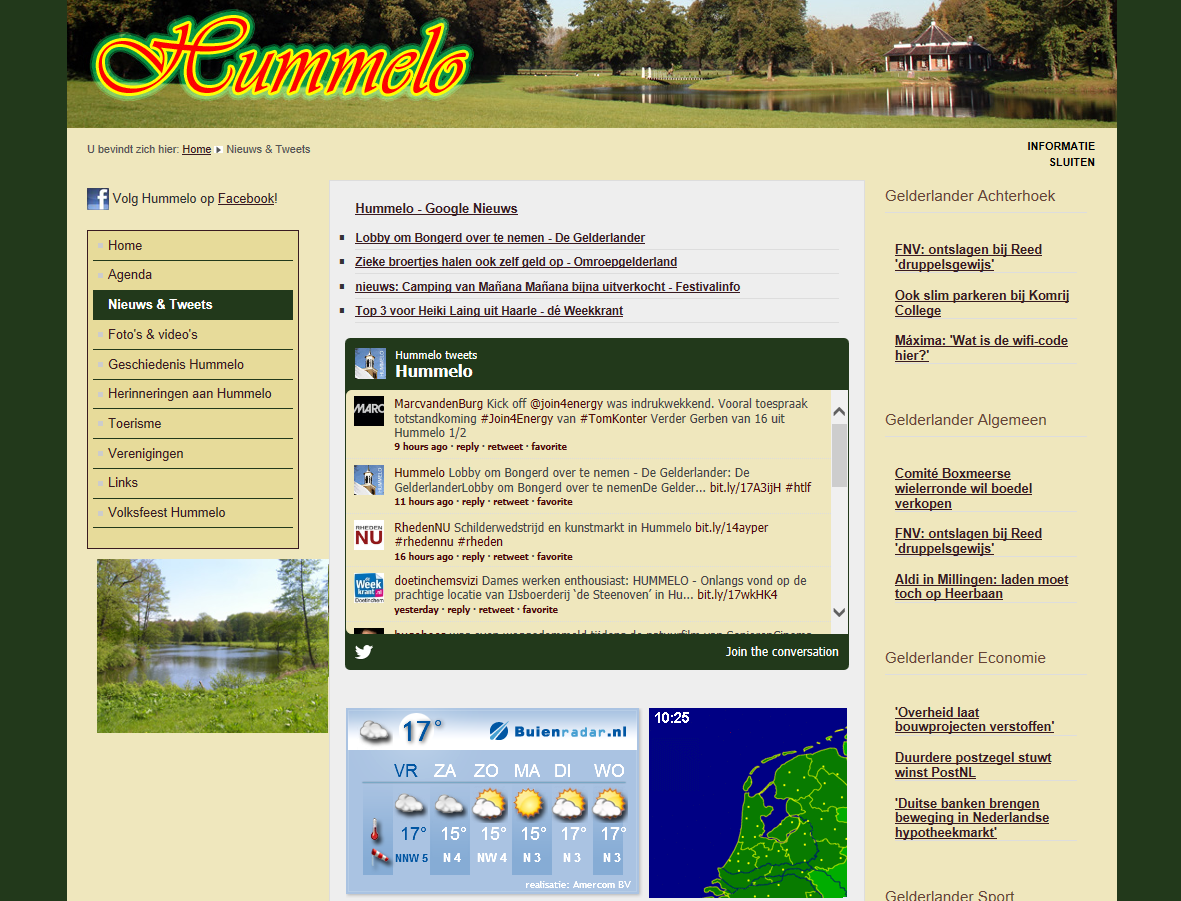 Hummelo
U bevindt zich hier: Home Nieuws & Tweets
INFORMATIE
SLUITEN
Volg Hummelo op Facebook!
Home
Agenda
Nieuws & Tweets
Foto's & video's
Geschiedenis Hummelo
Herinneringen aan Hummelo
Toerisme
Verenigingen
Links
Volksfeest Hummelo
Hummelo - Google Nieuws
Lobby om Bongerd over te nemen - De Gelderlander
Zieke broertjes halen ook zelf geld op - Omroepgelderland
nieuws: Camping van Mañana Mañana bijna uitverkocht - Festivalinfo
Top 3 voor Heiki Laing uit Haarle - dé Weekkrant
Hummelo tweets
Hummelo
MARC
MarcvandenBurg Kick off @join4energy was indrukwekkend. Vooral toespraak
totstandkoming #Join4Energy van #TomKonter Verder Gerben van 16 uit
Hummelo 1/2
9 hours ago · reply · retweet · favorite
Hummelo Lobby om Bongerd over te nemen - De Gelderlander: De
GelderlanderLobby om Bongerd over te nemenDe Gelder... bit.ly/17A3ijH #htlf
11 hours ago · reply · retweet · favorite
RHEDEN
NU
RhedenNU Schilderwedstrijd en kunstmarkt in Hummelo bit.ly/14ayper
#rhedennu #rheden
16 hours ago · reply · retweet · favorite
de
Week
krant.nl
Doetinchem
doetinchemsvizi Dames werken enthousiast: HUMMELO - Onlangs vond op de
prachtige locatie van IJsboerderij 'de Steenoven' in Hu... bit.ly/17wkHK4
yesterday · reply · retweet · favorite
Join the conversation
17°
Buienradar.nl
VR ZA ZO MA DI WO
17° 15° 15° 15° 17° 17°
NNW 5 N 4 NW 4 N 3 N 3 N 3
realisatie: Amercom BV
10:25
Gelderlander Achterhoek
FNV: ontslagen bij Reed
'druppelsgewijs'
Ook slim parkeren bij Komrij
College
Máxima: 'Wat is de wifi-code
hier?'
Gelderlander Algemeen
Comité Boxmeerse
wielerronde wil boedel
verkopen
FNV: ontslagen bij Reed
'druppelsgewijs'
Aldi in Millingen: laden moet
toch op Heerbaan
Gelderlander Economie
'Overheid laat
bouwprojecten verstoffen'
Duurdere postzegel stuwt
winst PostNL
'Duitse banken brengen
beweging in Nederlandse
hypotheekmarkt'
Gelderlander Sport